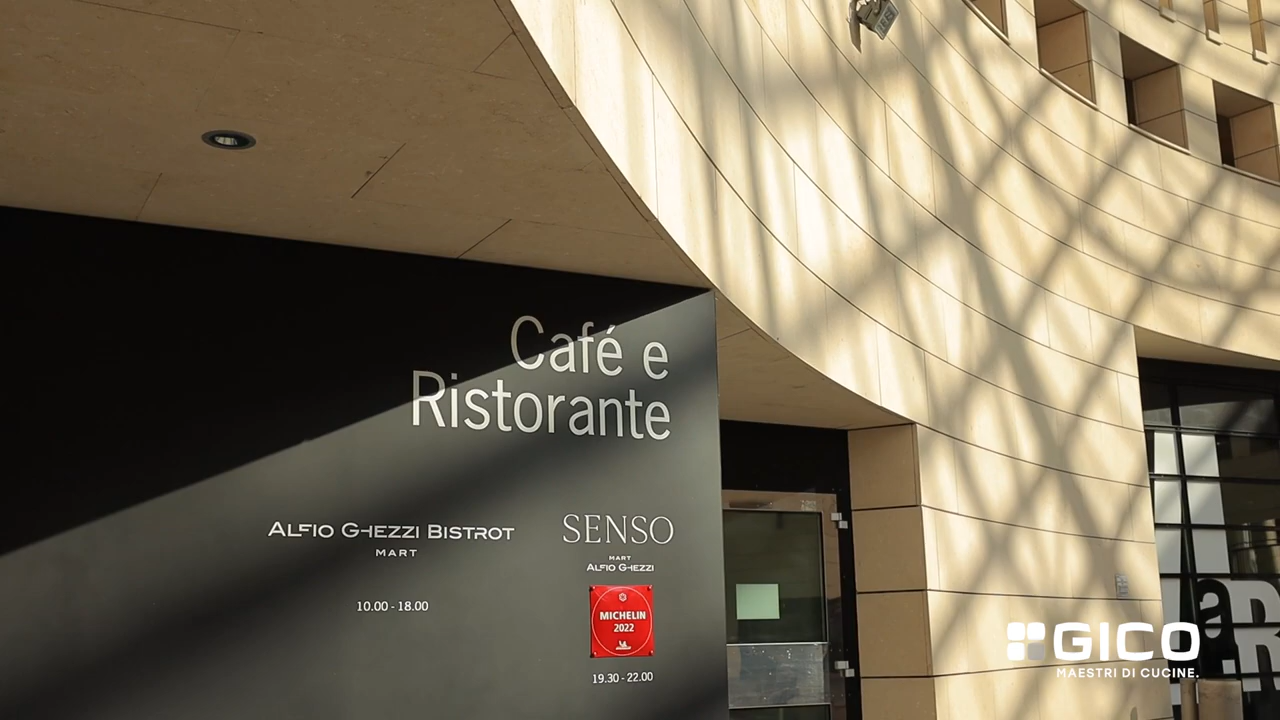 Café e
Ristorante
ALFIO GHEZZI BISTROT
MART
10.00 - 18.00
SENSO
MART
ALFIO GHEZZI
MICHELIN
2022
19.30 - 22.00
GICO
MAESTRI DI CUCINE.